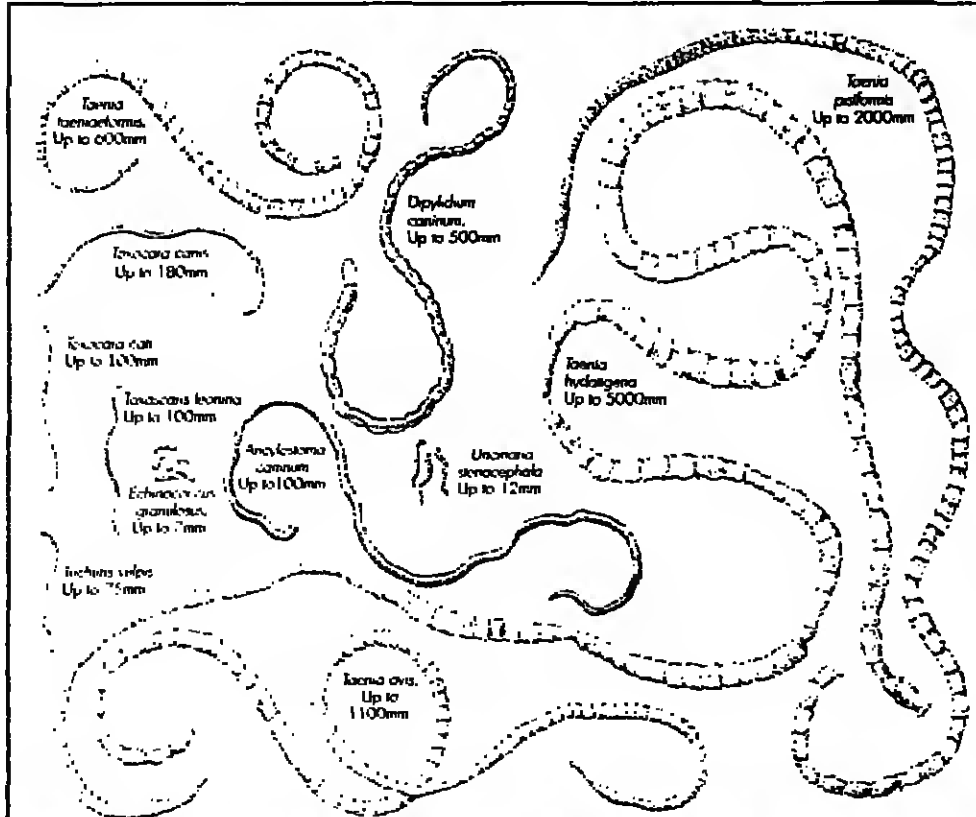 Taenia
taeniaeformis,
Up to 600mm
Taenia
pisiformis
Up to 2000mm
Dipylidium
caninum,
Up to 500mm
Toxocara canis
Up to 180mm
Toxocara cati
Up to 100mm
Taenia
hydatigena
Up to 5000mm
Toxascaris leonina
Up to 100mm
Ancylostoma
caninum
Up to100mm
Uncinaria
stenocephala
Up to 12mm
Echinococcus
granulosus,
Up to 7mm
Trichuris vulpis
Up to 75mm
Taenia ovis,
Up to
1100mm